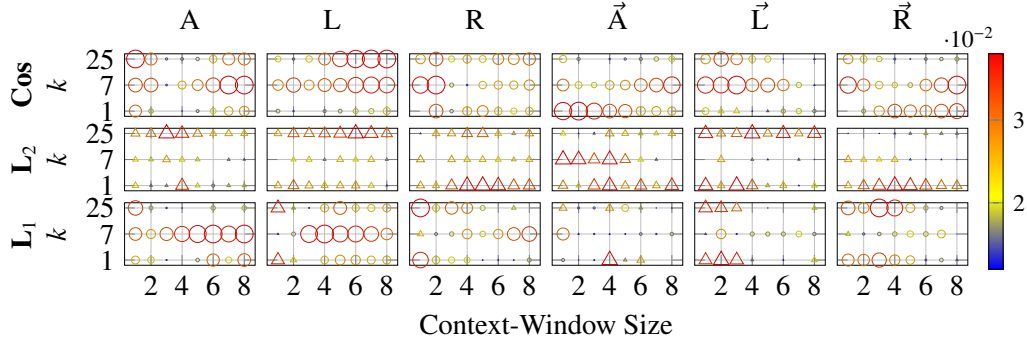 A L R A⃗ L⃗ R⃗
·10⁻²
Cos k 25 7 1
L₂ k 25 7 1
L₁ k 25 7 1
3
2
2 4 6 8 2 4 6 8 2 4 6 8 2 4 6 8 2 4 6 8 2 4 6 8
Context-Window Size